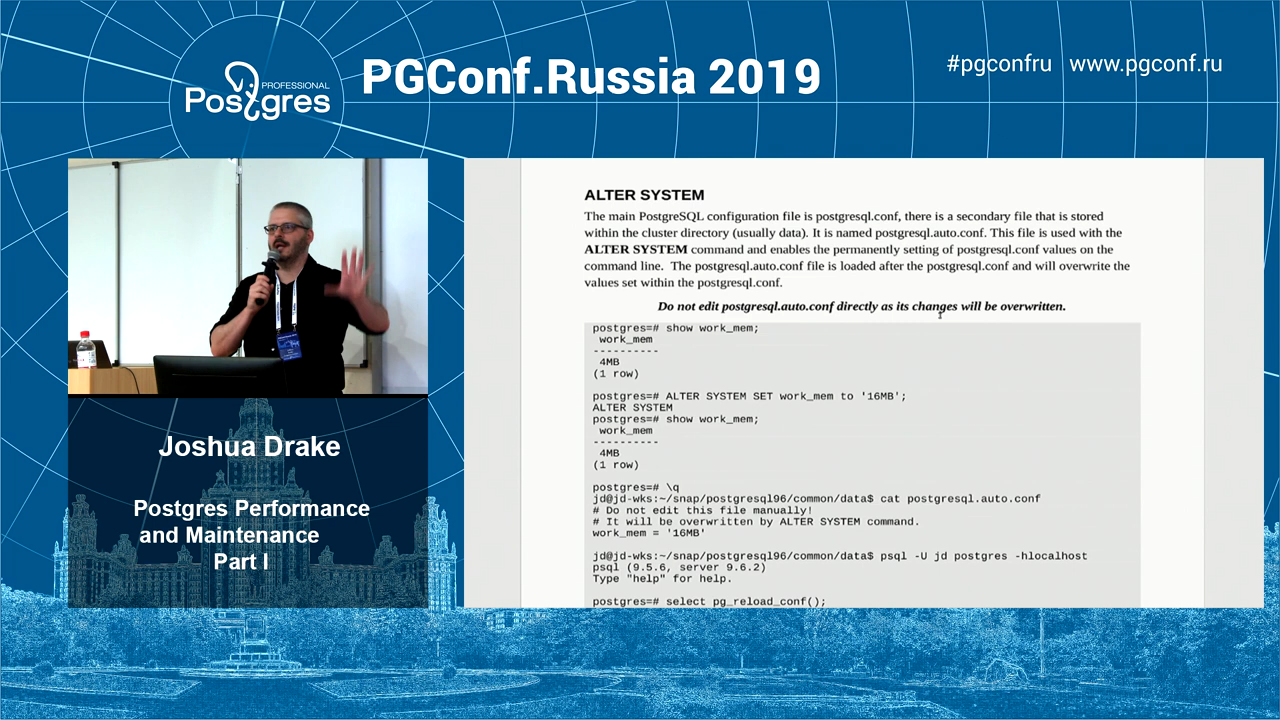 PROFESSIONAL
Postgres
PGConf.Russia 2019
#pgconfru www.pgconf.ru
Joshua Drake
Postgres Performance
and Maintenance
Part I
ALTER SYSTEM
The main PostgreSQL configuration file is postgresql.conf, there is a secondary file that is stored
within the cluster directory (usually data). It is named postgresql.auto.conf. This file is used with the
ALTER SYSTEM command and enables the permanently setting of postgresql.conf values on the
command line. The postgresql.auto.conf file is loaded after the postgresql.conf and will overwrite the
values set within the postgresql.conf.
Do not edit postgresql.auto.conf directly as its changes will be overwritten.
postgres=# show work_mem;
work_mem
----------
4MB
(1 row)
postgres=# ALTER SYSTEM SET work_mem to '16MB';
ALTER SYSTEM
postgres=# show work_mem;
work_mem
----------
4MB
(1 row)
postgres=# \q
jd@jd-wks:~/snap/postgresql96/common/data$ cat postgresql.auto.conf
# Do not edit this file manually!
# It will be overwritten by ALTER SYSTEM command.
work_mem = '16MB'
jd@jd-wks:~/snap/postgresql96/common/data$ psql -U jd postgres -hlocalhost
psql (9.5.6, server 9.6.2)
Type "help" for help.
postgres=# select pg_reload_conf();